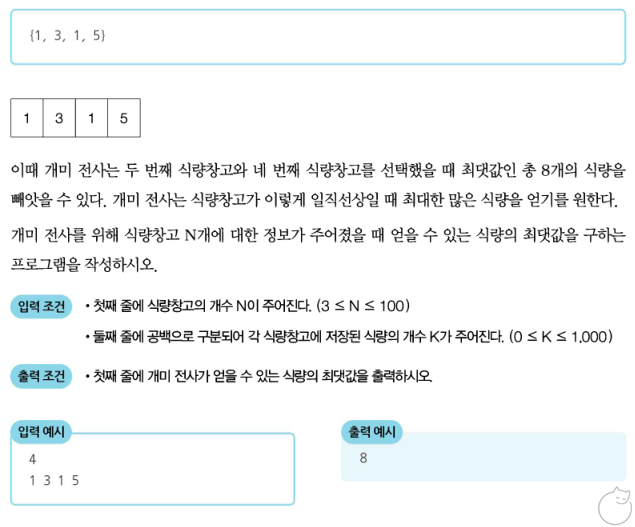 {1, 3, 1, 5}
1 3 1 5
이때 개미 전사는 두 번째 식량창고와 네 번째 식량창고를 선택했을 때 최댓값인 총 8개의 식량을
빼앗을 수 있다. 개미 전사는 식량창고가 이렇게 일직선상일 때 최대한 많은 식량을 얻기를 원한다.
개미 전사를 위해 식량창고 N개에 대한 정보가 주어졌을 때 얻을 수 있는 식량의 최댓값을 구하는
프로그램을 작성하시오.
입력 조건 • 첫째 줄에 식량창고의 개수 N이 주어진다. (3 ≤ N ≤ 100)
• 둘째 줄에 공백으로 구분되어 각 식량창고에 저장된 식량의 개수 K가 주어진다. (0 ≤ K ≤ 1,000)
출력 조건 • 첫째 줄에 개미 전사가 얻을 수 있는 식량의 최댓값을 출력하시오.
입력 예시
4
1 3 1 5
출력 예시
8